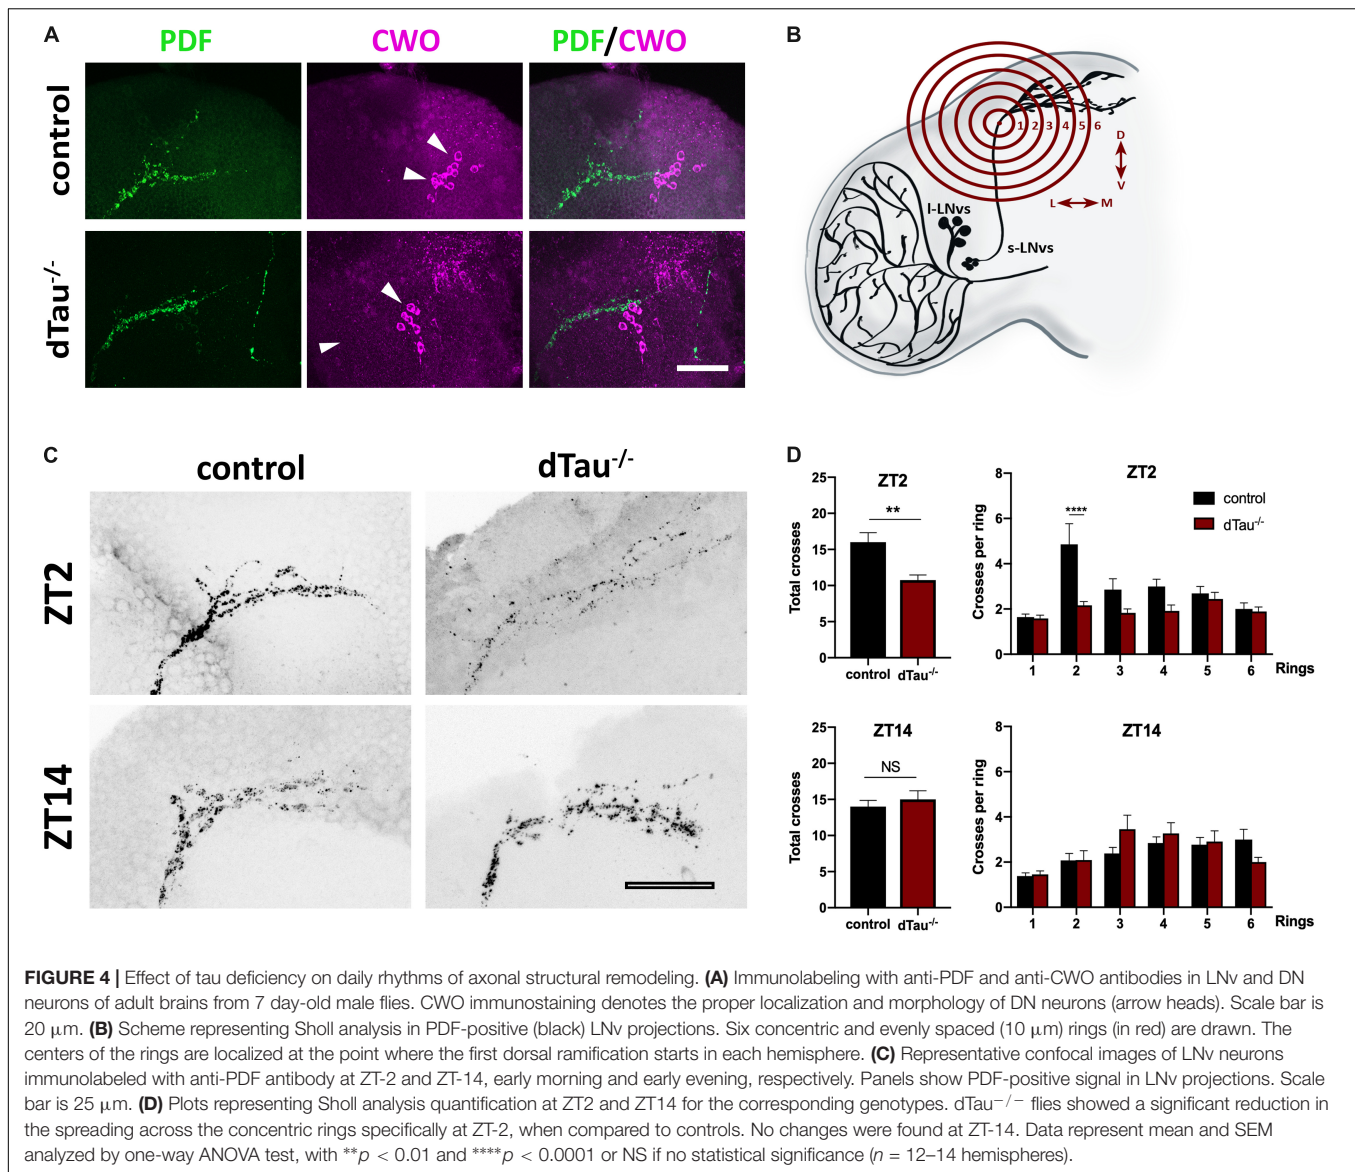 A
PDF
CWO
PDF/CWO
control
dTau-/-
B
1 2 3 4 5 6
D
V
L M
l-LNvs
s-LNvs
C
control
dTau-/-
ZT2
ZT14
D
ZT2
Total crosses
25
20
15
10
5
0
**
control dTau-/-
ZT2
Crosses per ring
8
6
4
2
0
****
control
dTau-/-
1 2 3 4 5 6 Rings
ZT14
Total crosses
25
20
15
10
5
0
NS
control dTau-/-
ZT14
Crosses per ring
8
6
4
2
0
1 2 3 4 5 6 Rings
FIGURE 4 | Effect of tau deficiency on daily rhythms of axonal structural remodeling. (A) Immunolabeling with anti-PDF and anti-CWO antibodies in LNv and DN
neurons of adult brains from 7 day-old male flies. CWO immunostaining denotes the proper localization and morphology of DN neurons (arrow heads). Scale bar is
20 μm. (B) Scheme representing Sholl analysis in PDF-positive (black) LNv projections. Six concentric and evenly spaced (10 μm) rings (in red) are drawn. The
centers of the rings are localized at the point where the first dorsal ramification starts in each hemisphere. (C) Representative confocal images of LNv neurons
immunolabeled with anti-PDF antibody at ZT-2 and ZT-14, early morning and early evening, respectively. Panels show PDF-positive signal in LNv projections. Scale
bar is 25 μm. (D) Plots representing Sholl analysis quantification at ZT2 and ZT14 for the corresponding genotypes. dTau−/− flies showed a significant reduction in
the spreading across the concentric rings specifically at ZT-2, when compared to controls. No changes were found at ZT-14. Data represent mean and SEM
analyzed by one-way ANOVA test, with **p < 0.01 and ****p < 0.0001 or NS if no statistical significance (n = 12–14 hemispheres).